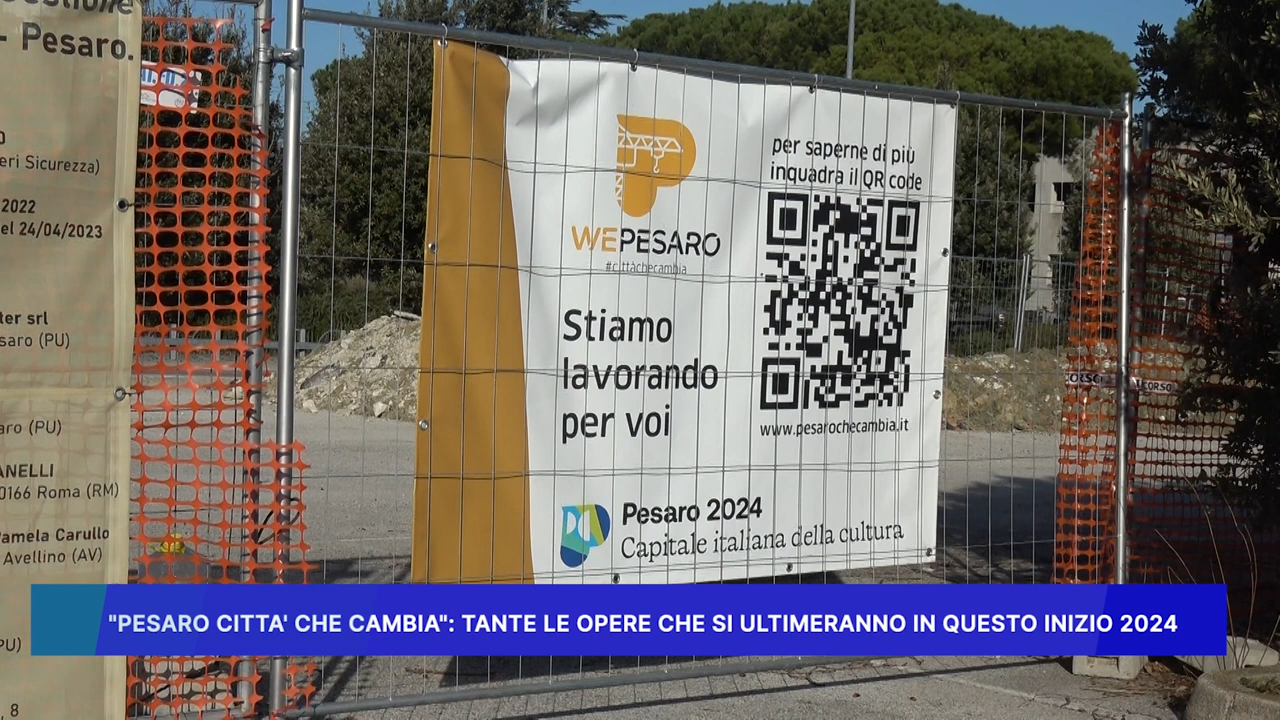 - Pesaro.
eri Sicurezza)
2022
el 24/04/2023
ter srl
saro (PU)
aro (PU)
ANELLI
0166 Roma (RM)
Pamela Carullo
Avellino (AV)
PU)
8
WEPESARO
#cittàchecambia
Stiamo
lavorando
per voi
per saperne di più
inquadra il QR code
www.pesarochecambia.it
Pesaro 2024
Capitale italiana della cultura
"PESARO CITTA' CHE CAMBIA": TANTE LE OPERE CHE SI ULTIMERANNO IN QUESTO INIZIO 2024